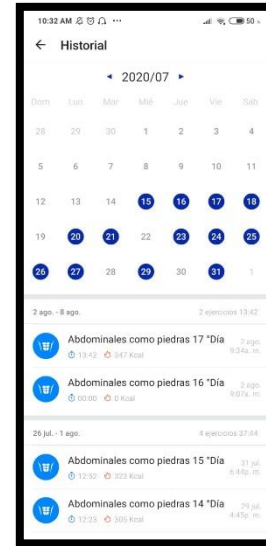 10:32 AM ... 50
Historial
2020/07
Dom Lun Mar Mié Jue Vie Sáb
28 29 30 1 2 3 4
5 6 7 8 9 10 11
12 13 14 15 16 17 18
19 20 21 22 23 24 25
26 27 28 29 30 31 1
2 ago. - 8 ago. 2 ejercicios 13:42
Abdominales como piedras 17 "Día 7 ago.
13:42 347 Kcal 9:34a. m.
Abdominales como piedras 16 "Día 2 ago.
00:00 0 Kcal 9:07a. m.
26 jul. - 1 ago. 4 ejercicios 37:44
Abdominales como piedras 15 "Día 31 jul.
12:52 323 Kcal 6:44p. m.
Abdominales como piedras 14 "Día 29 jul.
12:23 305 Kcal 4:45p. m.